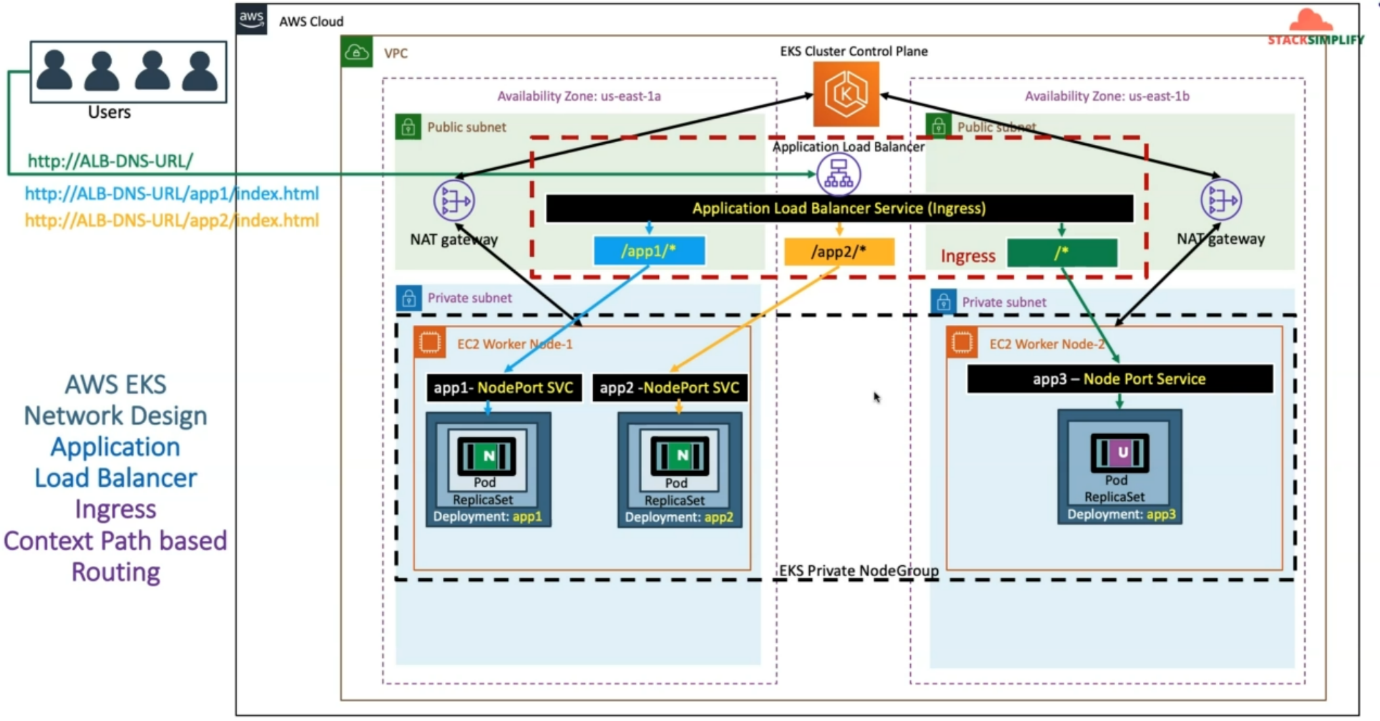 aws
AWS Cloud
STACKSIMPLIFY
VPC
EKS Cluster Control Plane
K
Users
Availability Zone: us-east-1a
Availability Zone: us-east-1b
Public subnet
Public subnet
Application Load Balancer
http://ALB-DNS-URL/
http://ALB-DNS-URL/app1/index.html
http://ALB-DNS-URL/app2/index.html
Application Load Balancer Service (Ingress)
NAT gateway
NAT gateway
/app1/*
/app2/*
Ingress
/*
Private subnet
Private subnet
EC2 Worker Node-1
EC2 Worker Node-2
app1- NodePort SVC
app2 -NodePort SVC
app3 – Node Port Service
N
Pod
ReplicaSet
Deployment: app1
N
Pod
ReplicaSet
Deployment: app2
U
Pod
ReplicaSet
Deployment: app3
EKS Private NodeGroup
AWS EKS
Network Design
Application
Load Balancer
Ingress
Context Path based
Routing